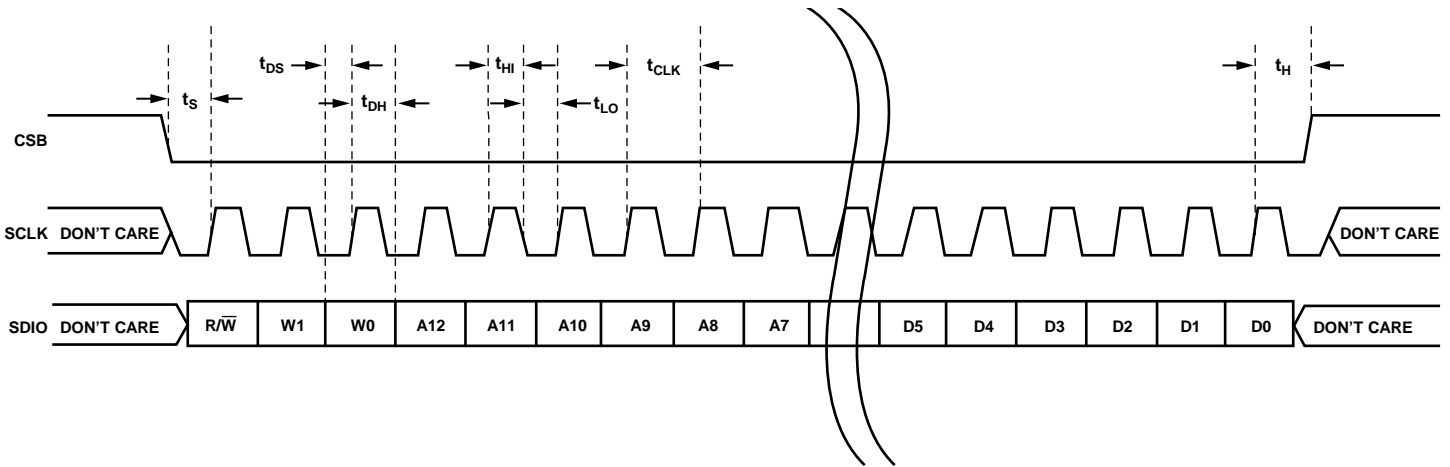 tDS tHI tCLK tH
tS tDH tLO
CSB
SCLK DON'T CARE DON'T CARE
SDIO DON'T CARE R/W̅ W1 W0 A12 A11 A10 A9 A8 A7 D5 D4 D3 D2 D1 D0 DON'T CARE